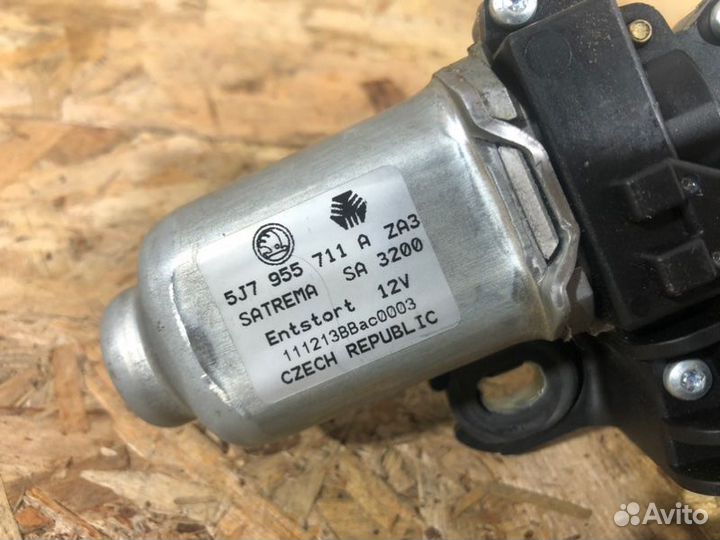 5J7 955 711 A ZA3
SATREMA SA 3200
Entstort 12V
111213BBac0003
CZECH REPUBLIC
Avito